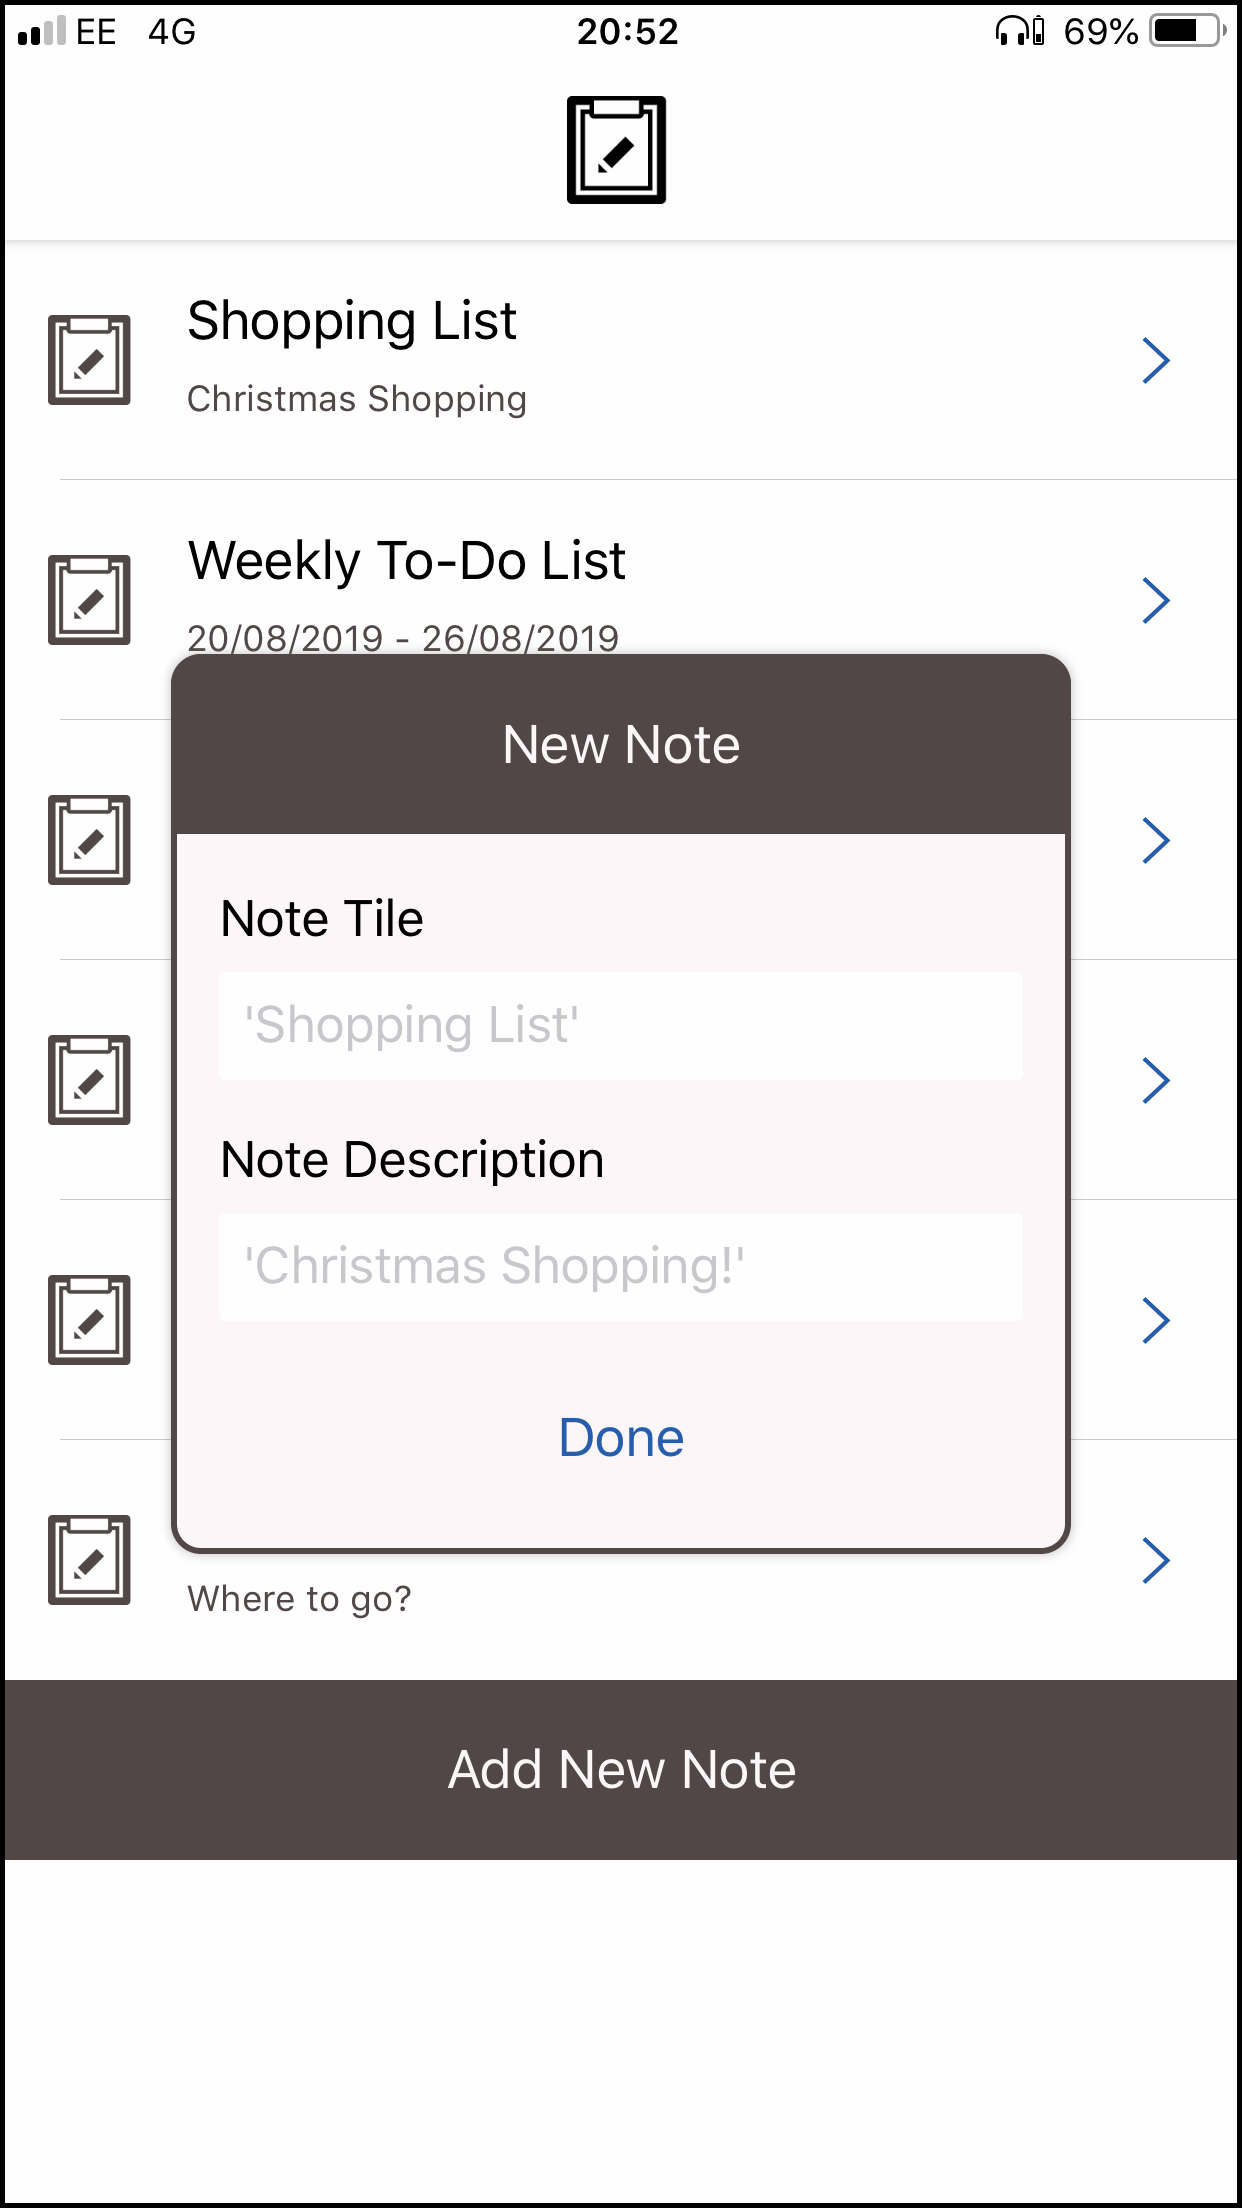 EE 4G 20:52 69%
Shopping List
Christmas Shopping
Weekly To-Do List
20/08/2019 - 26/08/2019
New Note
Note Tile
'Shopping List'
Note Description
'Christmas Shopping!'
Done
Where to go?
Add New Note